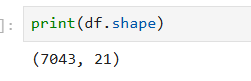 ]: print(df.shape)
(7043, 21)